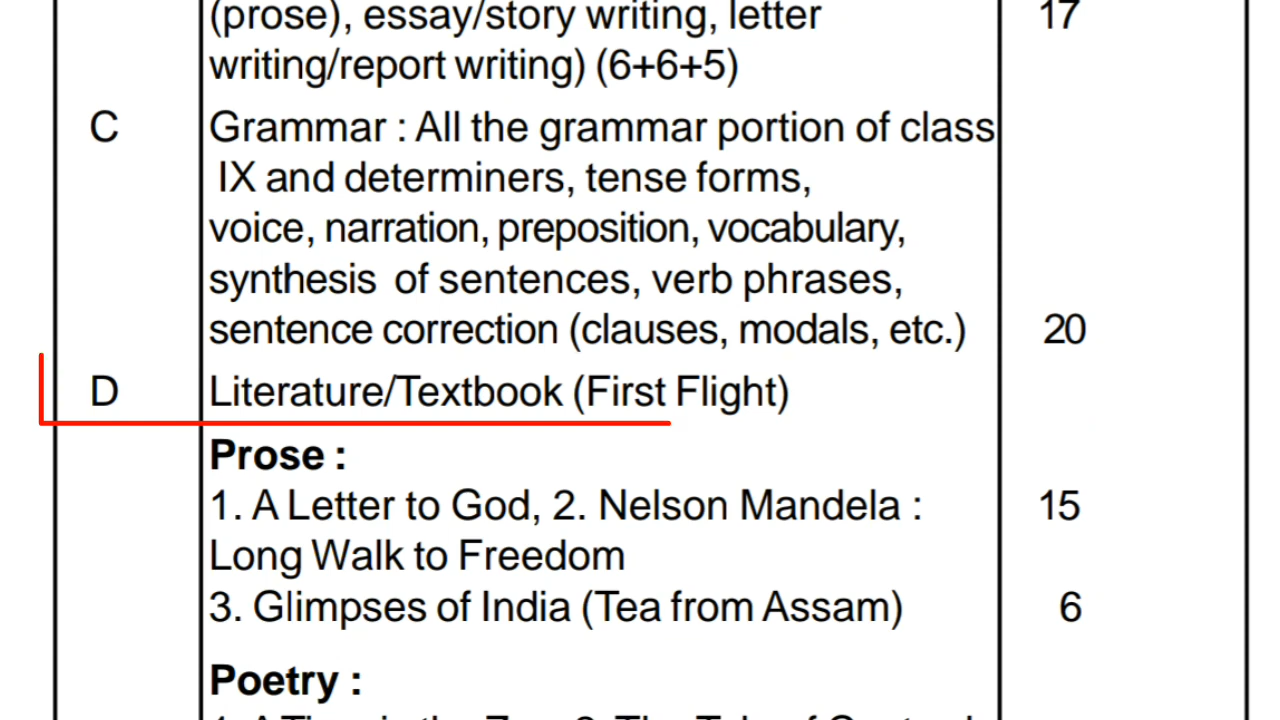 (prose), essay/story writing, letter 17
writing/report writing) (6+6+5)
C Grammar : All the grammar portion of class
IX and determiners, tense forms,
voice, narration, preposition, vocabulary,
synthesis of sentences, verb phrases,
sentence correction (clauses, modals, etc.) 20
D Literature/Textbook (First Flight)
Prose :
1. A Letter to God, 2. Nelson Mandela : 15
Long Walk to Freedom
3. Glimpses of India (Tea from Assam) 6
Poetry :